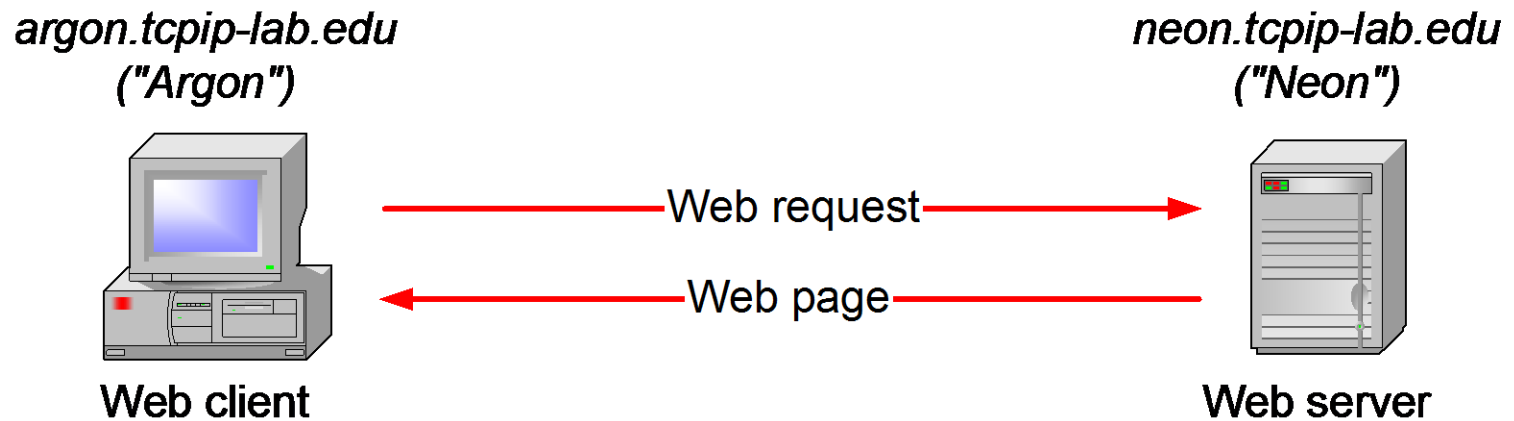 argon.tcpip-lab.edu
("Argon")
neon.tcpip-lab.edu
("Neon")
Web request
Web page
Web client
Web server